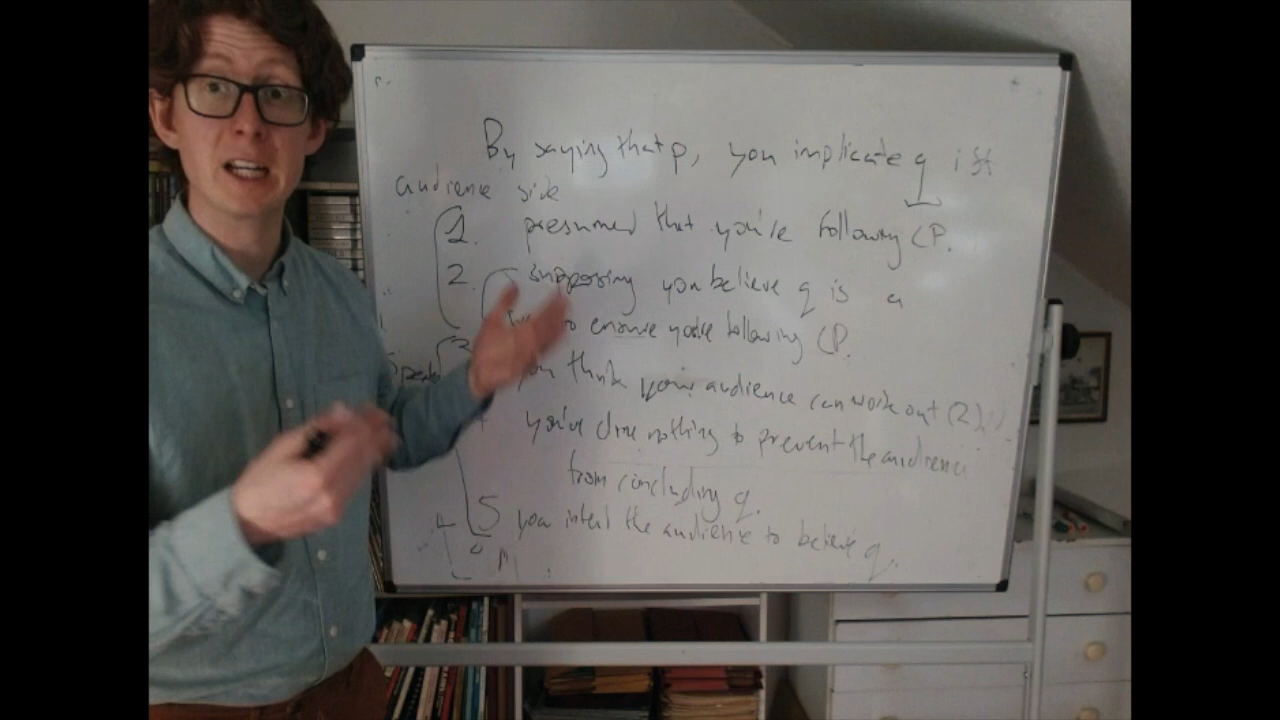 By saying that p, you implicate q iff
audience side
1. presumed that you're following CP.
2. supposing you believe q is a
to ensure you're following CP.
you think your audience can work out (2).
you've done nothing to prevent the audience
from concluding q.
5 you intend the audience to believe q.